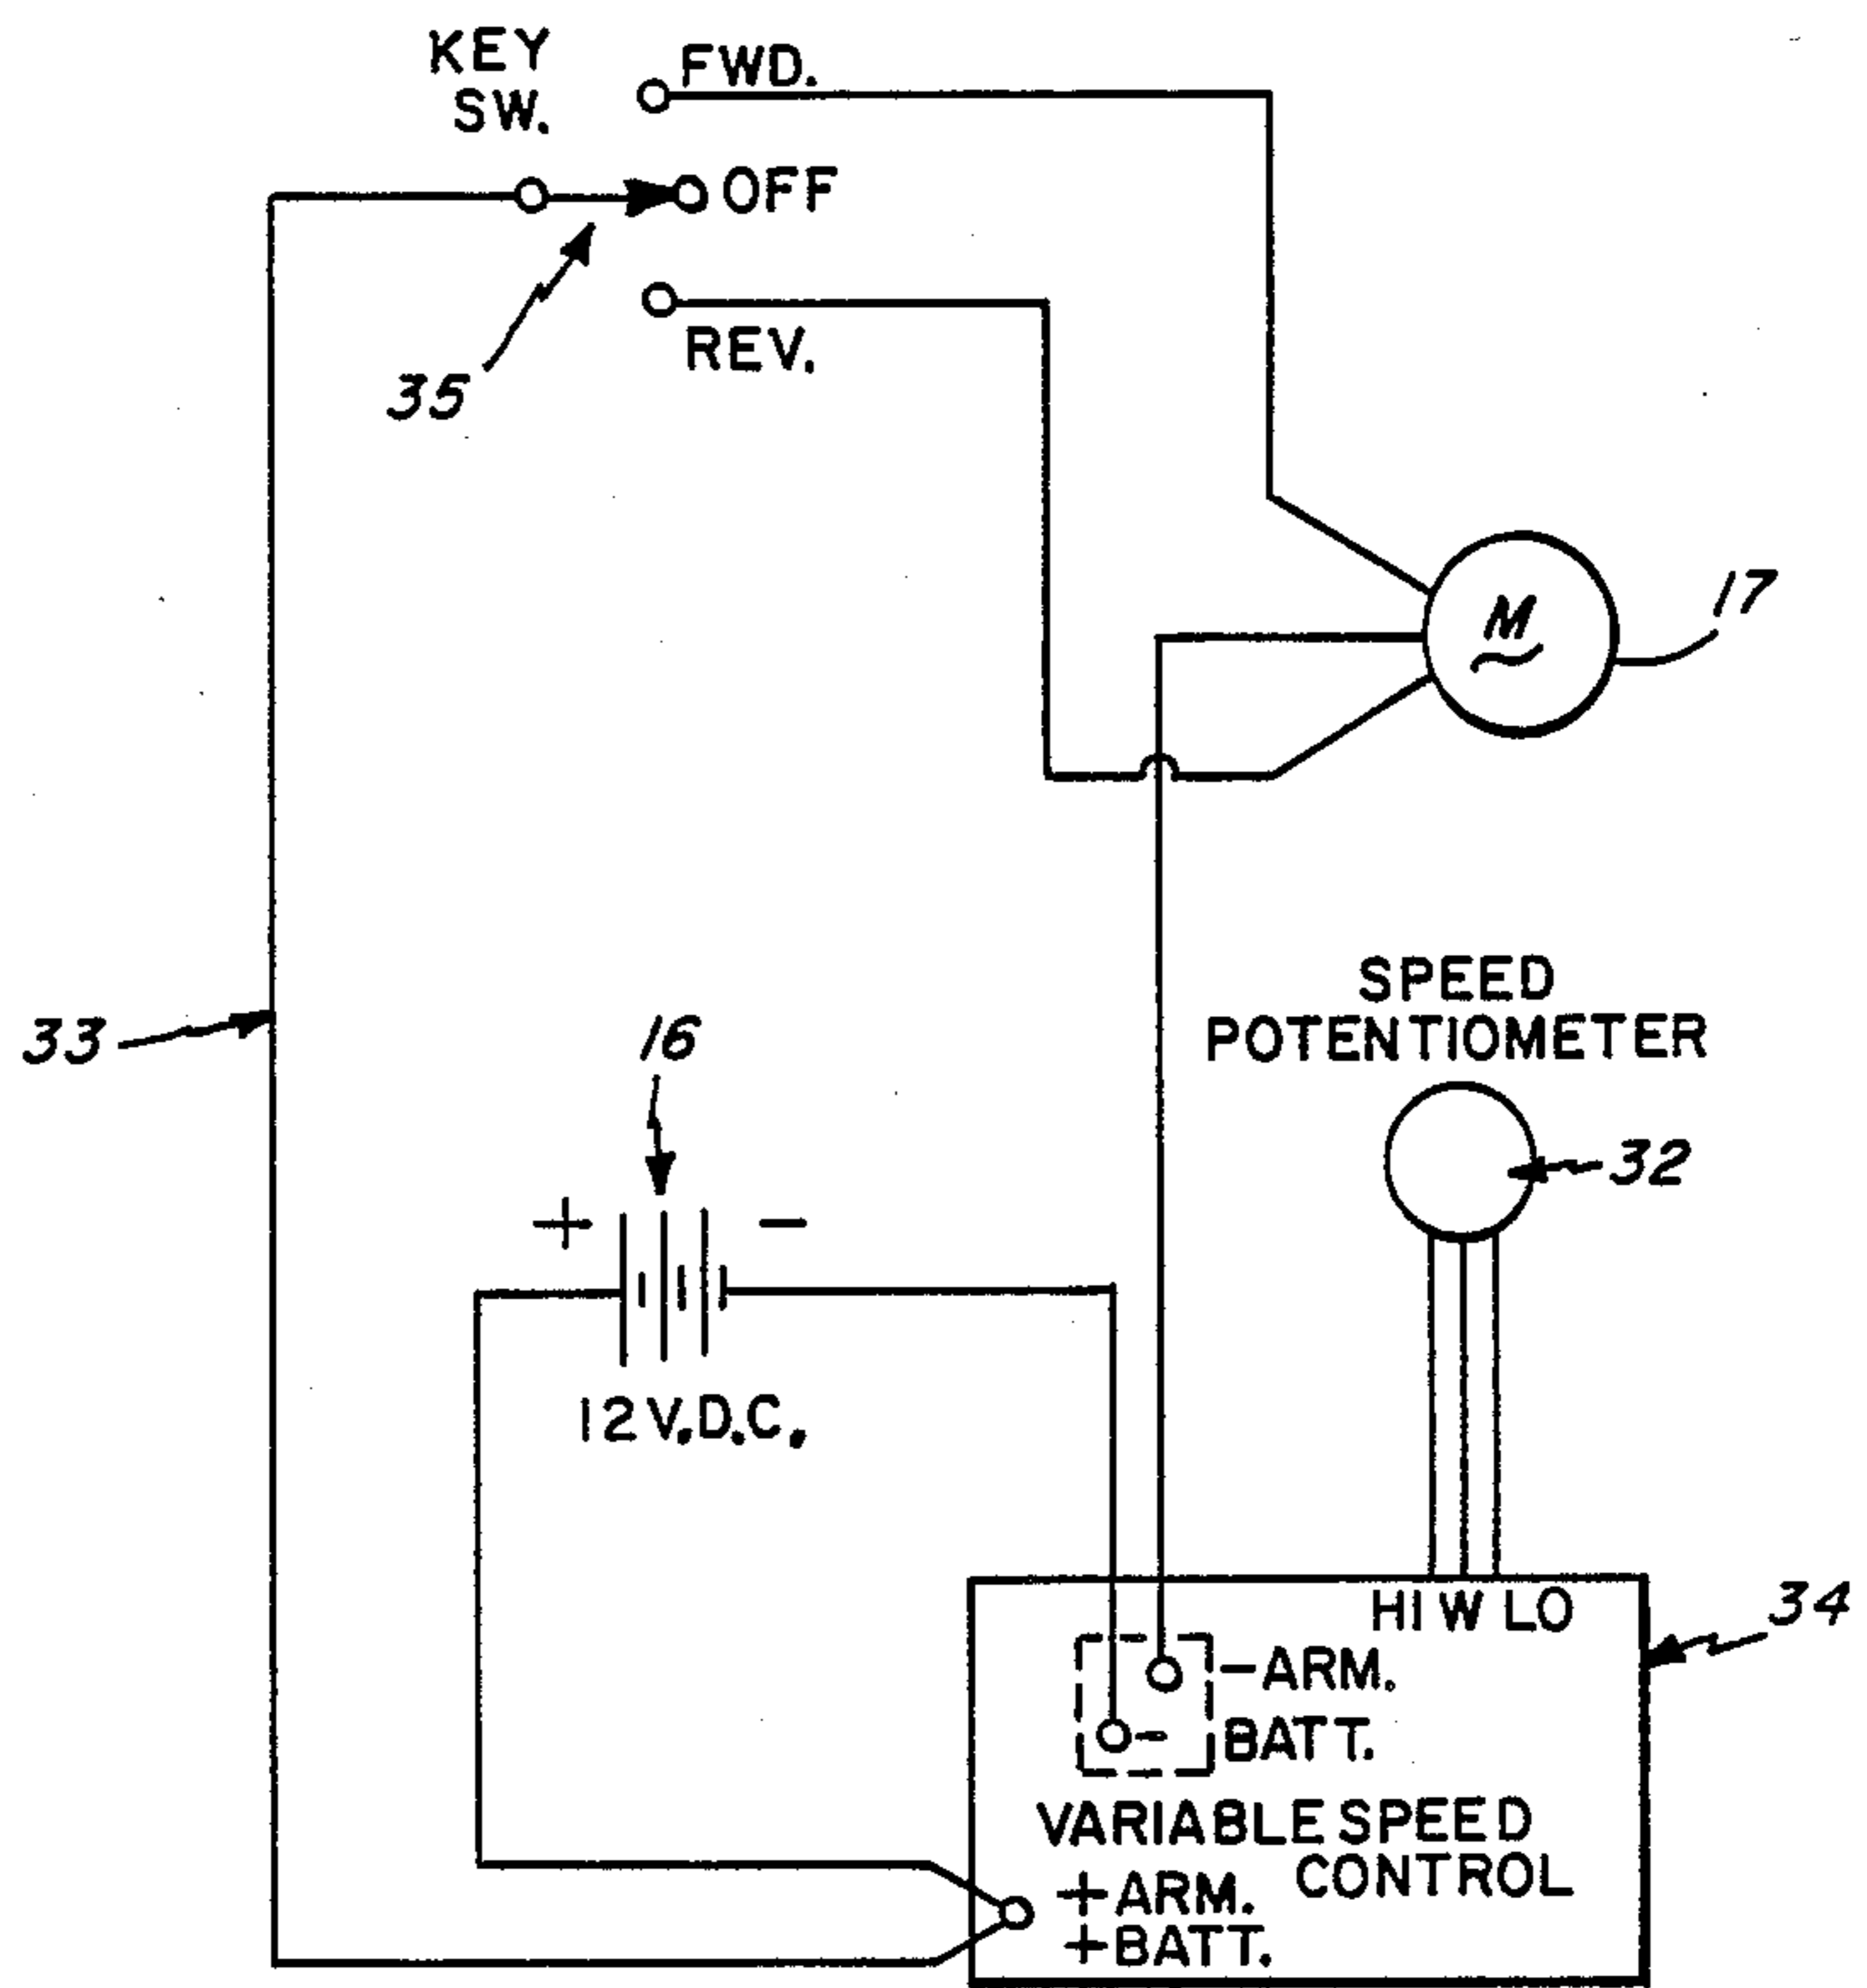 KEY
SW.
FWD.
OFF
REV.
35
M
17
33
16
SPEED
POTENTIOMETER
32
+
-
12 V.D.C.
HI W LO
34
-ARM.
- BATT.
VARIABLE SPEED
CONTROL
+ARM.
+BATT.